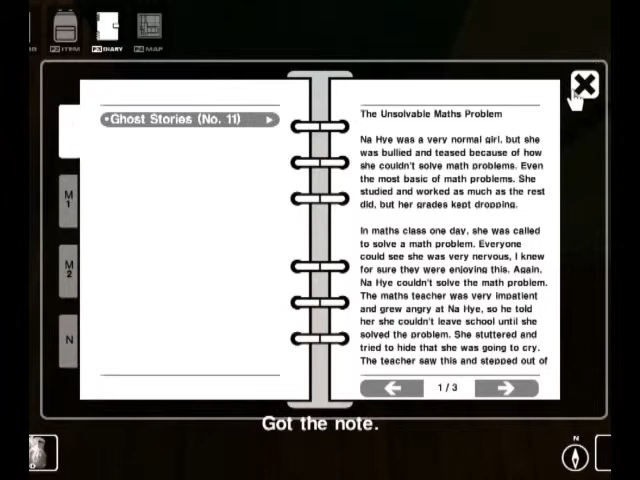 ITEM
DIARY
MAP
•Ghost Stories (No. 11)
The Unsolvable Maths Problem
Na Hye was a very normal girl, but she
was bullied and teased because of how
she couldn't solve math problems. Even
the most basic of math problems. She
studied and worked as much as the rest
did, but her grades kept dropping.
In maths class one day, she was called
to solve a math problem. Everyone
could see she was very nervous, I knew
for sure they were enjoying this. Again,
Na Hye couldn't solve the math problem.
The maths teacher was very impatient
and grew angry at Na Hye, so he told
her she couldn't leave school until she
solved the problem. She stuttered and
tried to hide that she was going to cry.
The teacher saw this and stepped out of
M
1
M
2
N
1 / 3
Got the note.
N